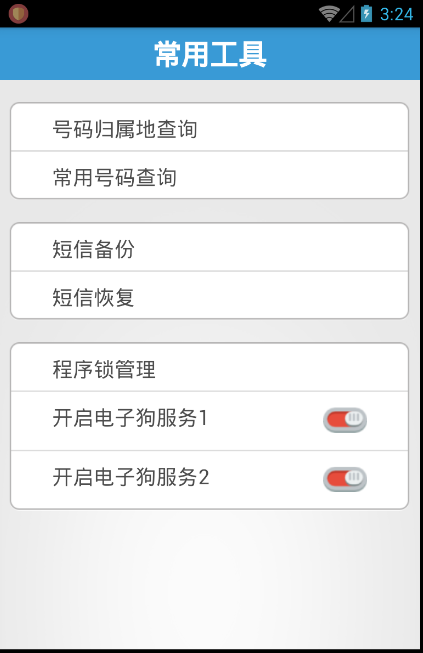 3:24
常用工具
号码归属地查询
常用号码查询
短信备份
短信恢复
程序锁管理
开启电子狗服务1
开启电子狗服务2